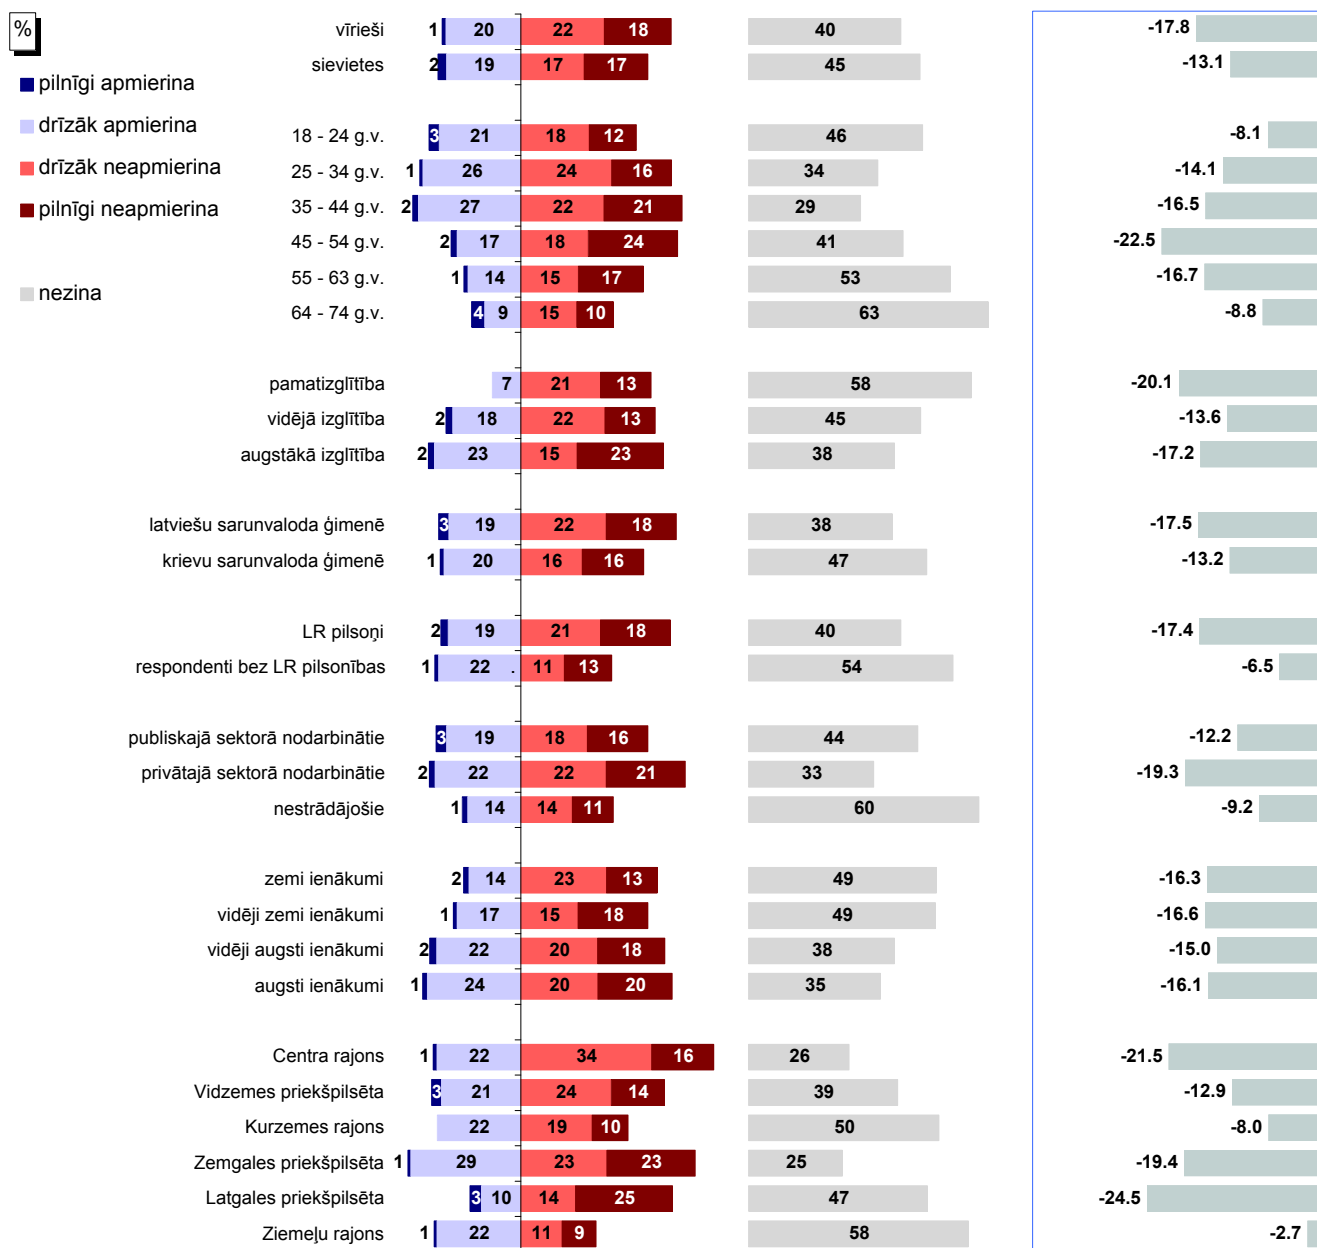 %
pilnīgi apmierina
drīzāk apmierina
drīzāk neapmierina
pilnīgi neapmierina
nezina
vīrieši 1 20 22 18 40 -17.8
sievietes 2 19 17 17 45 -13.1
18 - 24 g.v. 3 21 18 12 46 -8.1
25 - 34 g.v. 1 26 24 16 34 -14.1
35 - 44 g.v. 2 27 22 21 29 -16.5
45 - 54 g.v. 2 17 18 24 41 -22.5
55 - 63 g.v. 1 14 15 17 53 -16.7
64 - 74 g.v. 4 9 15 10 63 -8.8
pamatizglītība 7 21 13 58 -20.1
vidējā izglītība 2 18 22 13 45 -13.6
augstākā izglītība 2 23 15 23 38 -17.2
latviešu sarunvaloda ģimenē 3 19 22 18 38 -17.5
krievu sarunvaloda ģimenē 1 20 16 16 47 -13.2
LR pilsoņi 2 19 21 18 40 -17.4
respondenti bez LR pilsonības 1 22 . 11 13 54 -6.5
publiskajā sektorā nodarbinātie 3 19 18 16 44 -12.2
privātajā sektorā nodarbinātie 2 22 22 21 33 -19.3
nestrādājošie 1 14 14 11 60 -9.2
zemi ienākumi 2 14 23 13 49 -16.3
vidēji zemi ienākumi 1 17 15 18 49 -16.6
vidēji augsti ienākumi 2 22 20 18 38 -15.0
augsti ienākumi 1 24 20 20 35 -16.1
Centra rajons 1 22 34 16 26 -21.5
Vidzemes priekšpilsēta 3 21 24 14 39 -12.9
Kurzemes rajons 22 19 10 50 -8.0
Zemgales priekšpilsēta 1 29 23 23 25 -19.4
Latgales priekšpilsēta 3 10 14 25 47 -24.5
Ziemeļu rajons 1 22 11 9 58 -2.7